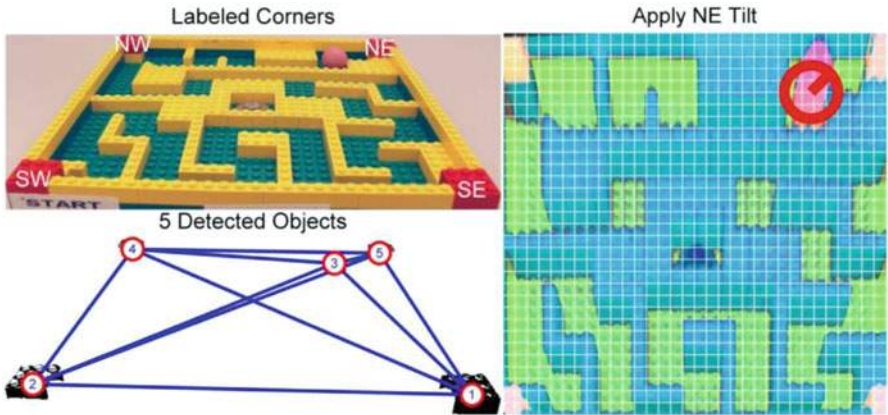 Labeled Corners
NW
NE
SW
SE
START
5 Detected Objects
4
3
5
2
1
Apply NE Tilt